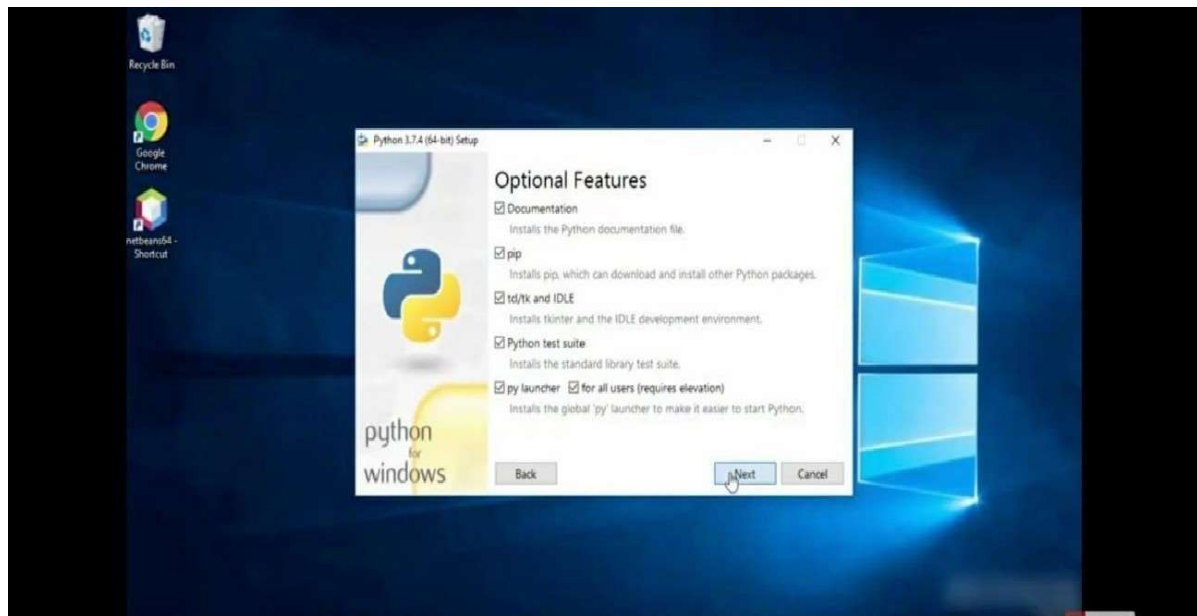 Recycle Bin
Google
Chrome
netbeans64 -
Shortcut
Python 3.7.4 (64-bit) Setup
Optional Features
Documentation
Installs the Python documentation file.
pip
Installs pip, which can download and install other Python packages.
tcl/tk and IDLE
Installs tkinter and the IDLE development environment.
Python test suite
Installs the standard library test suite.
py launcher for all users (requires elevation)
Installs the global 'py' launcher to make it easier to start Python.
python
for
windows
Back
Next
Cancel